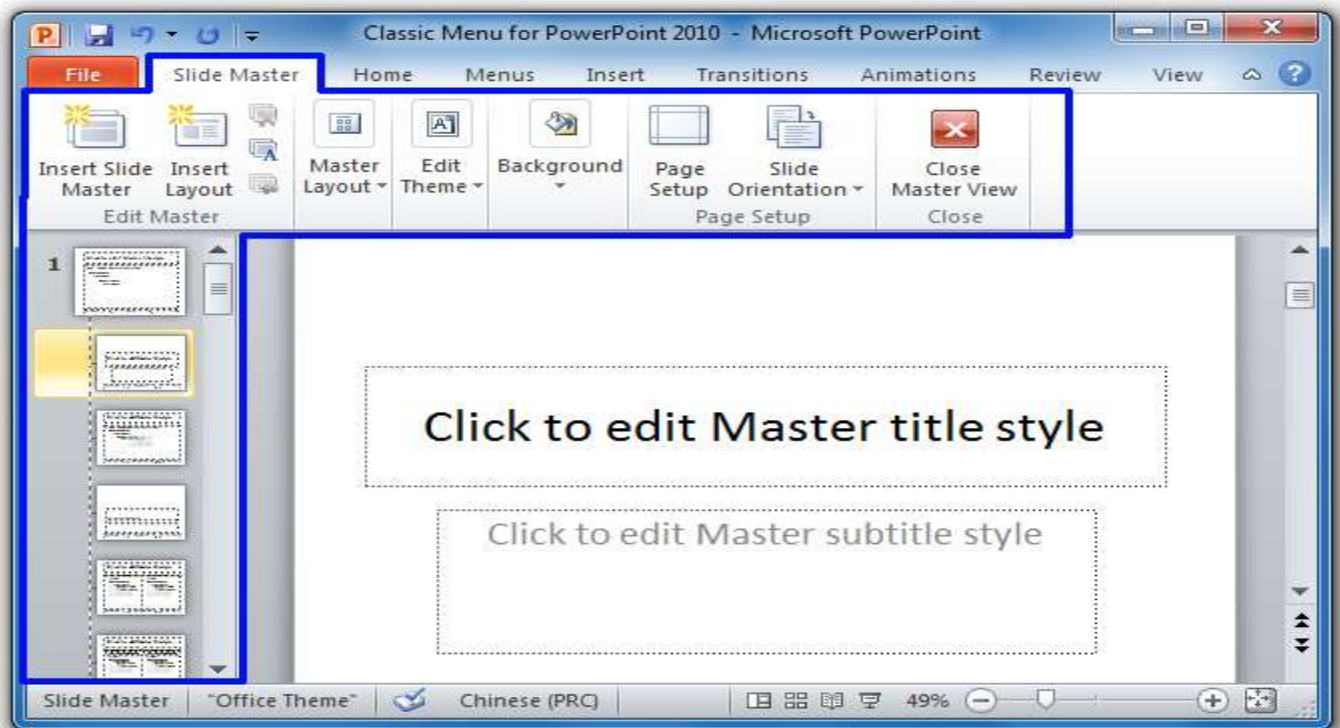 Classic Menu for PowerPoint 2010 - Microsoft PowerPoint
File Slide Master Home Menus Insert Transitions Animations Review View
Insert Slide Master
Insert Layout
Master Layout
Edit Theme
Background
Page Setup
Slide Orientation
Close Master View
Edit Master
Page Setup
Close
1
Click to edit Master title style
Click to edit Master subtitle style
Slide Master "Office Theme" Chinese (PRC) 49%